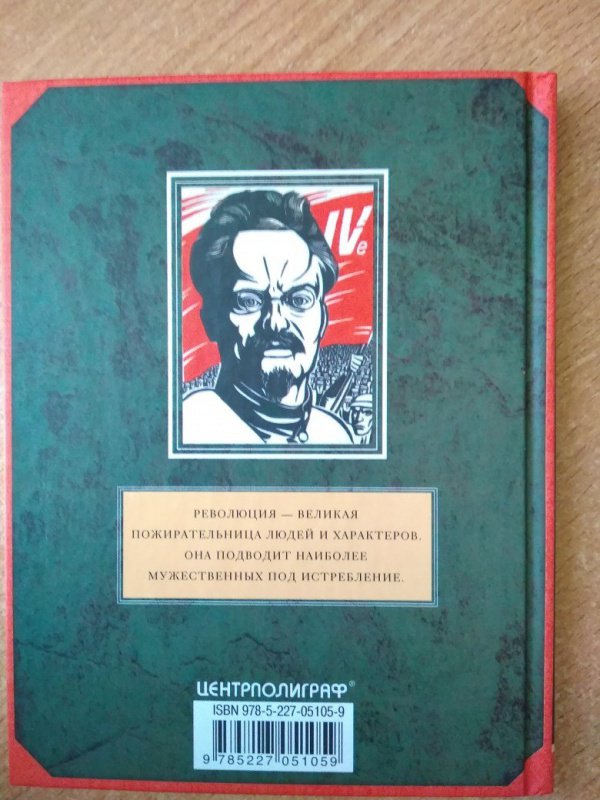 IVe
РЕВОЛЮЦИЯ — ВЕЛИКАЯ
ПОЖИРАТЕЛЬНИЦА ЛЮДЕЙ И ХАРАКТЕРОВ.
ОНА ПОДВОДИТ НАИБОЛЕЕ
МУЖЕСТВЕННЫХ ПОД ИСТРЕБЛЕНИЕ.
ЦЕНТРПОЛИГРАФ®
ISBN 978-5-227-05105-9
9 785227 051059